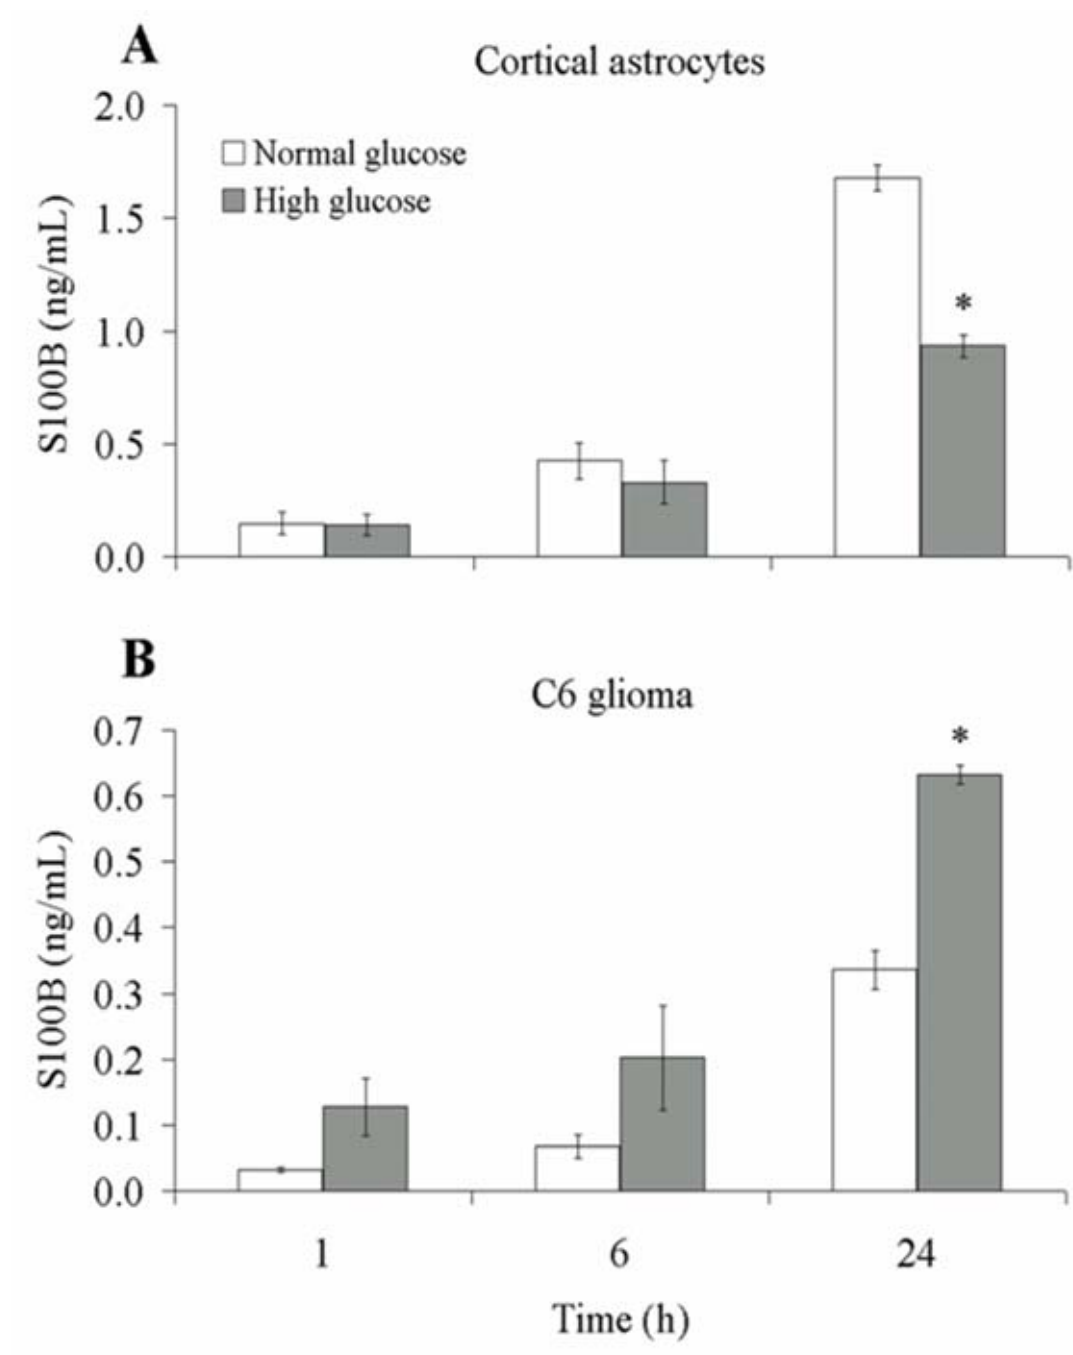 A
Cortical astrocytes
2.0
Normal glucose
High glucose
1.5
*
1.0
0.5
0.0
S100B (ng/mL)
B
C6 glioma
0.7
*
0.6
0.5
0.4
0.3
0.2
0.1
0.0
S100B (ng/mL)
1 6 24
Time (h)